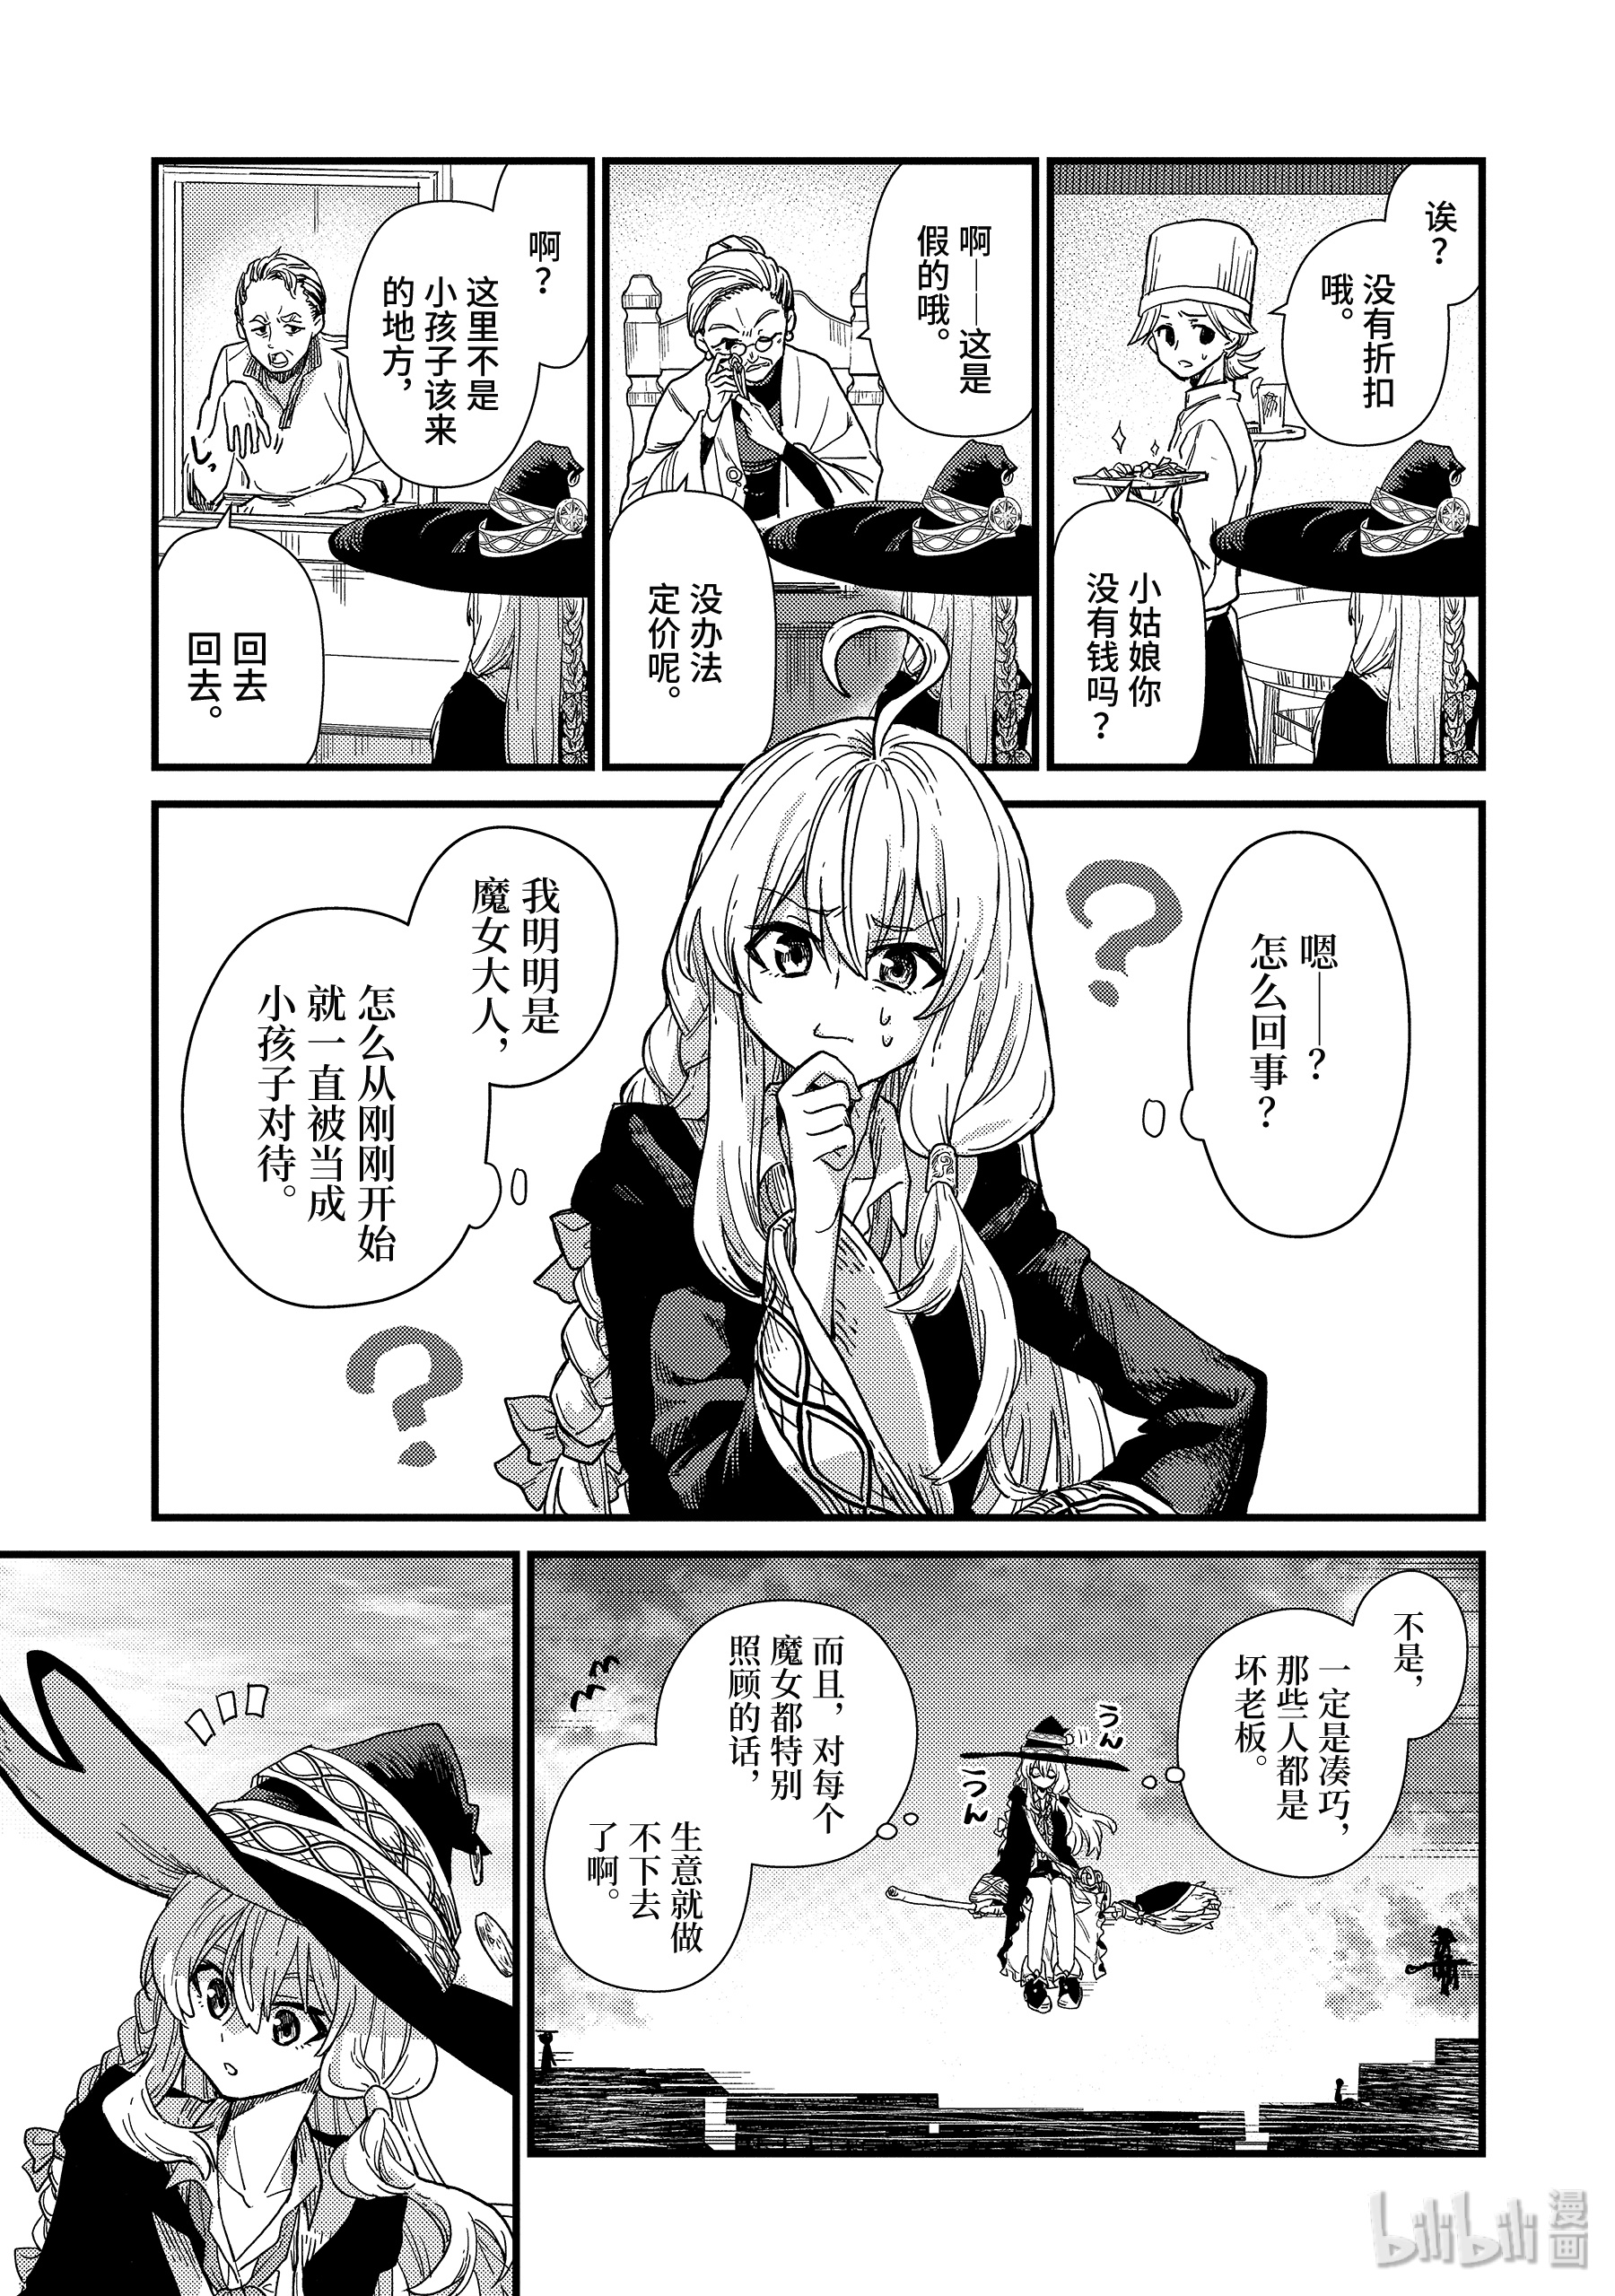 诶？
没有折扣
哦。
小姑娘你
没有钱吗？
啊——这是
假的哦。
没办法
定价呢。
啊？
这里不是
小孩子该来
的地方，
回去
回去。
嗯——？
怎么回事？
我明明是
魔女大人，
怎么从刚刚开始
就一直被当成
小孩子对待。
不是，
一定是凑巧，
那些人都是
坏老板。
うん
うん
而且，对每个
魔女都特别
照顾的话，
生意就做
不下去
了啊。
bilibili
漫画